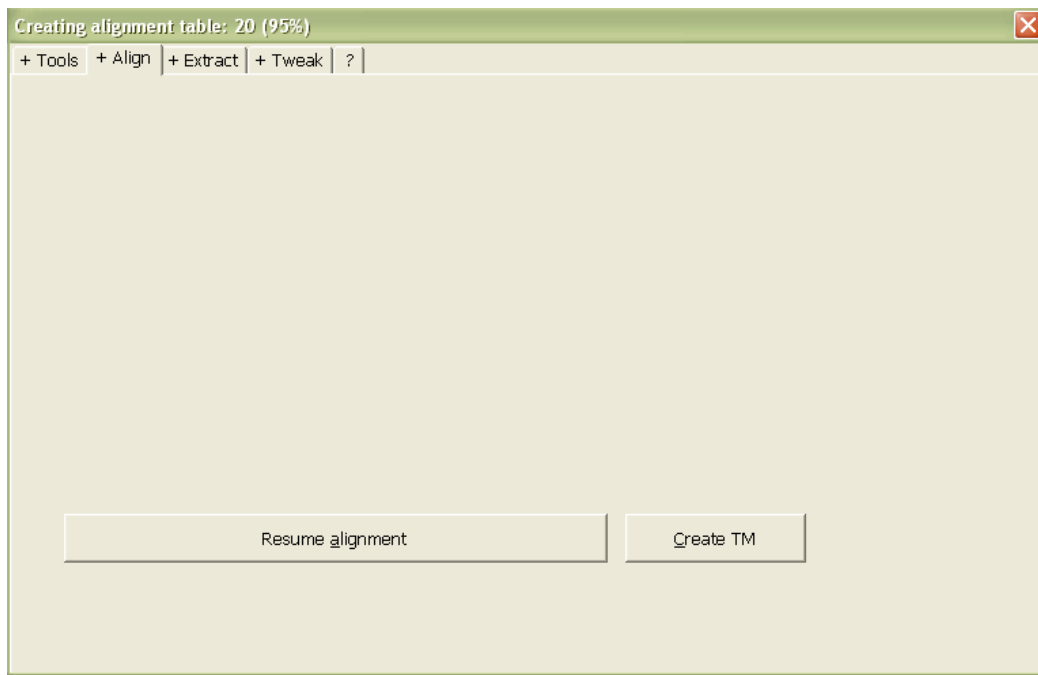 Creating alignment table: 20 (95%)
+ Tools + Align + Extract + Tweak ?
Resume alignment Create TM